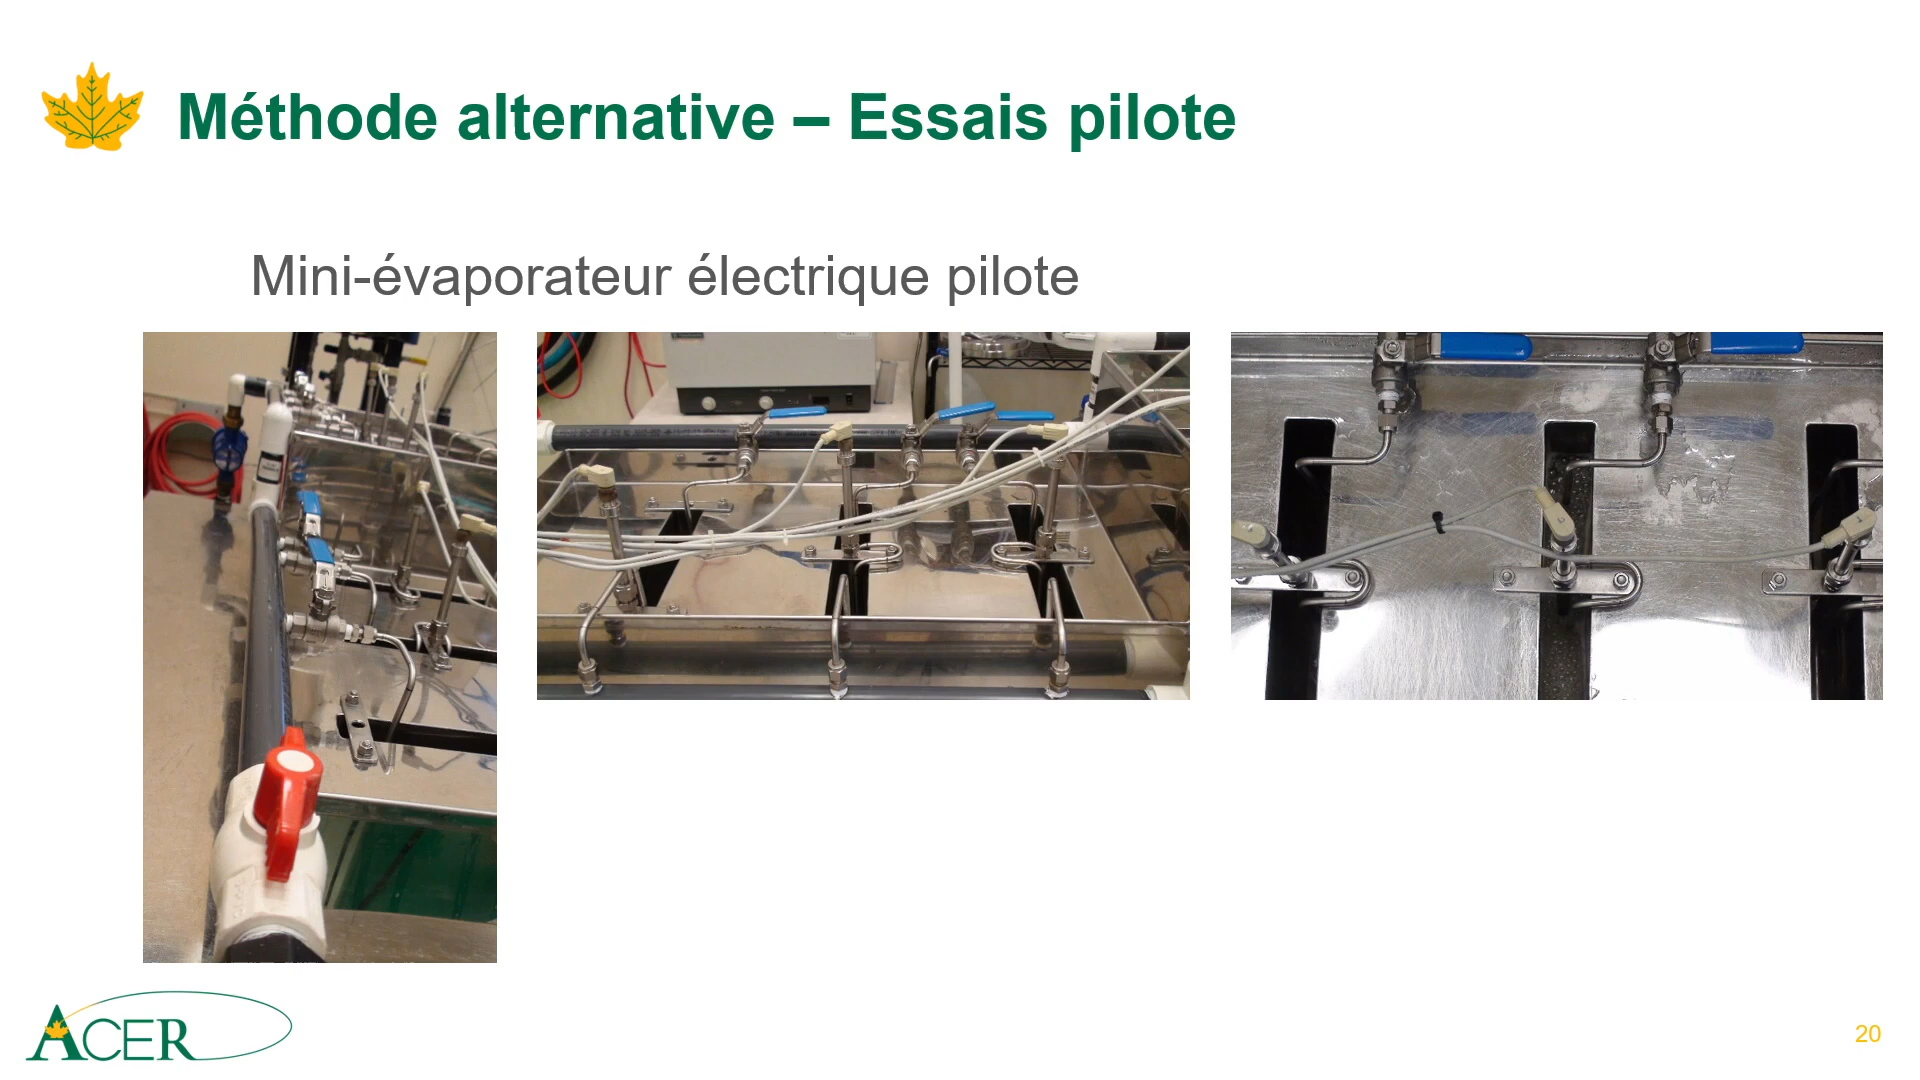 Méthode alternative – Essais pilote
Mini-évaporateur électrique pilote
ACER
20